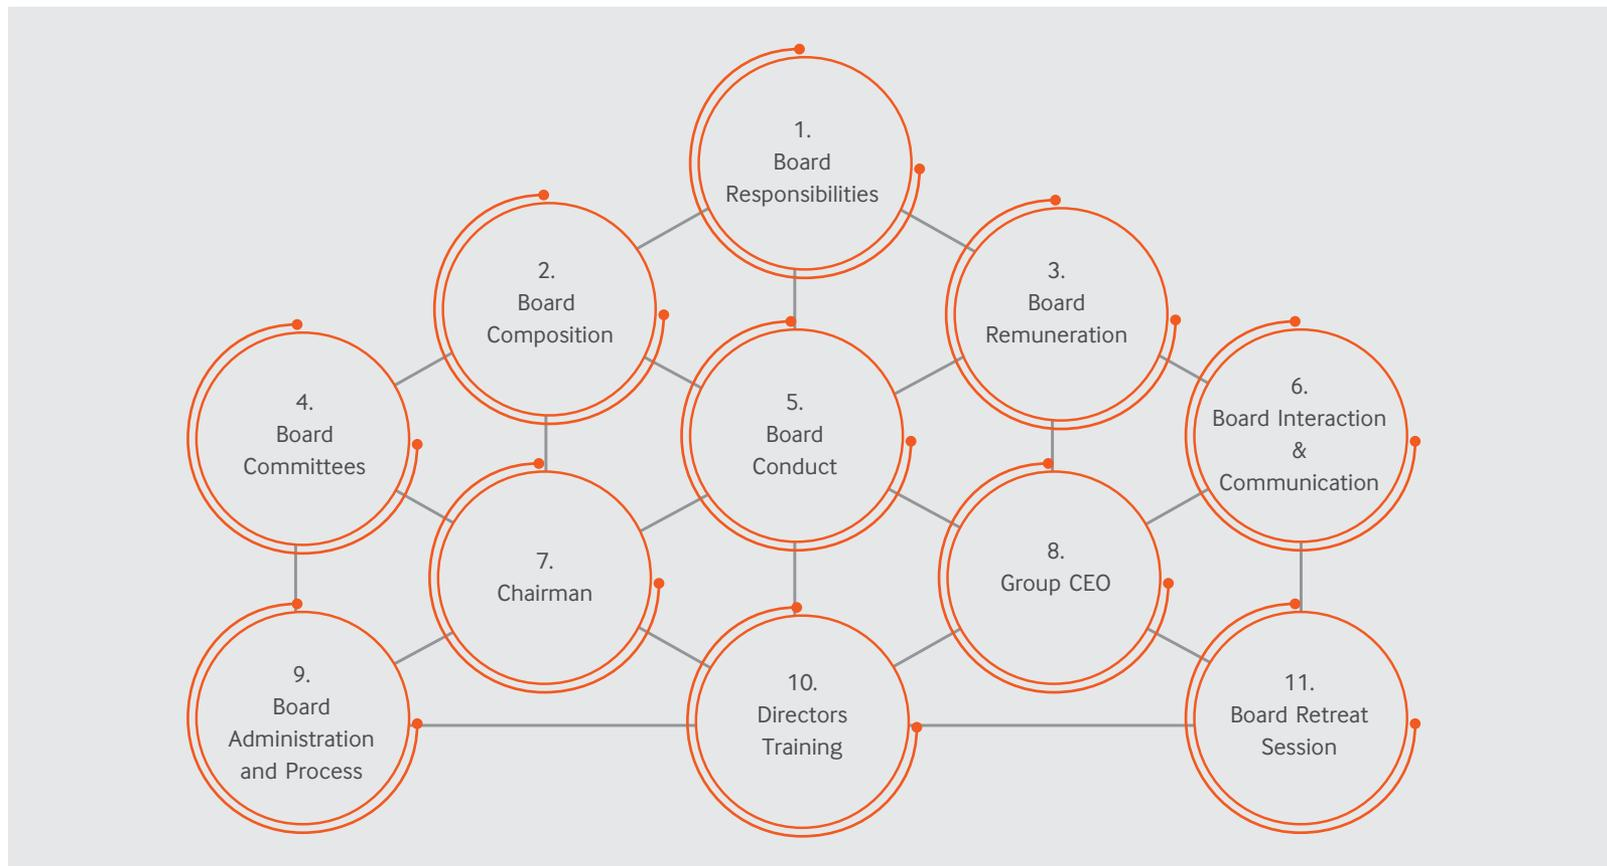 1.
Board
Responsibilities
2.
Board
Composition
3.
Board
Remuneration
4.
Board
Committees
5.
Board
Conduct
6.
Board Interaction
&
Communication
7.
Chairman
8.
Group CEO
9.
Board
Administration
and Process
10.
Directors
Training
11.
Board Retreat
Session